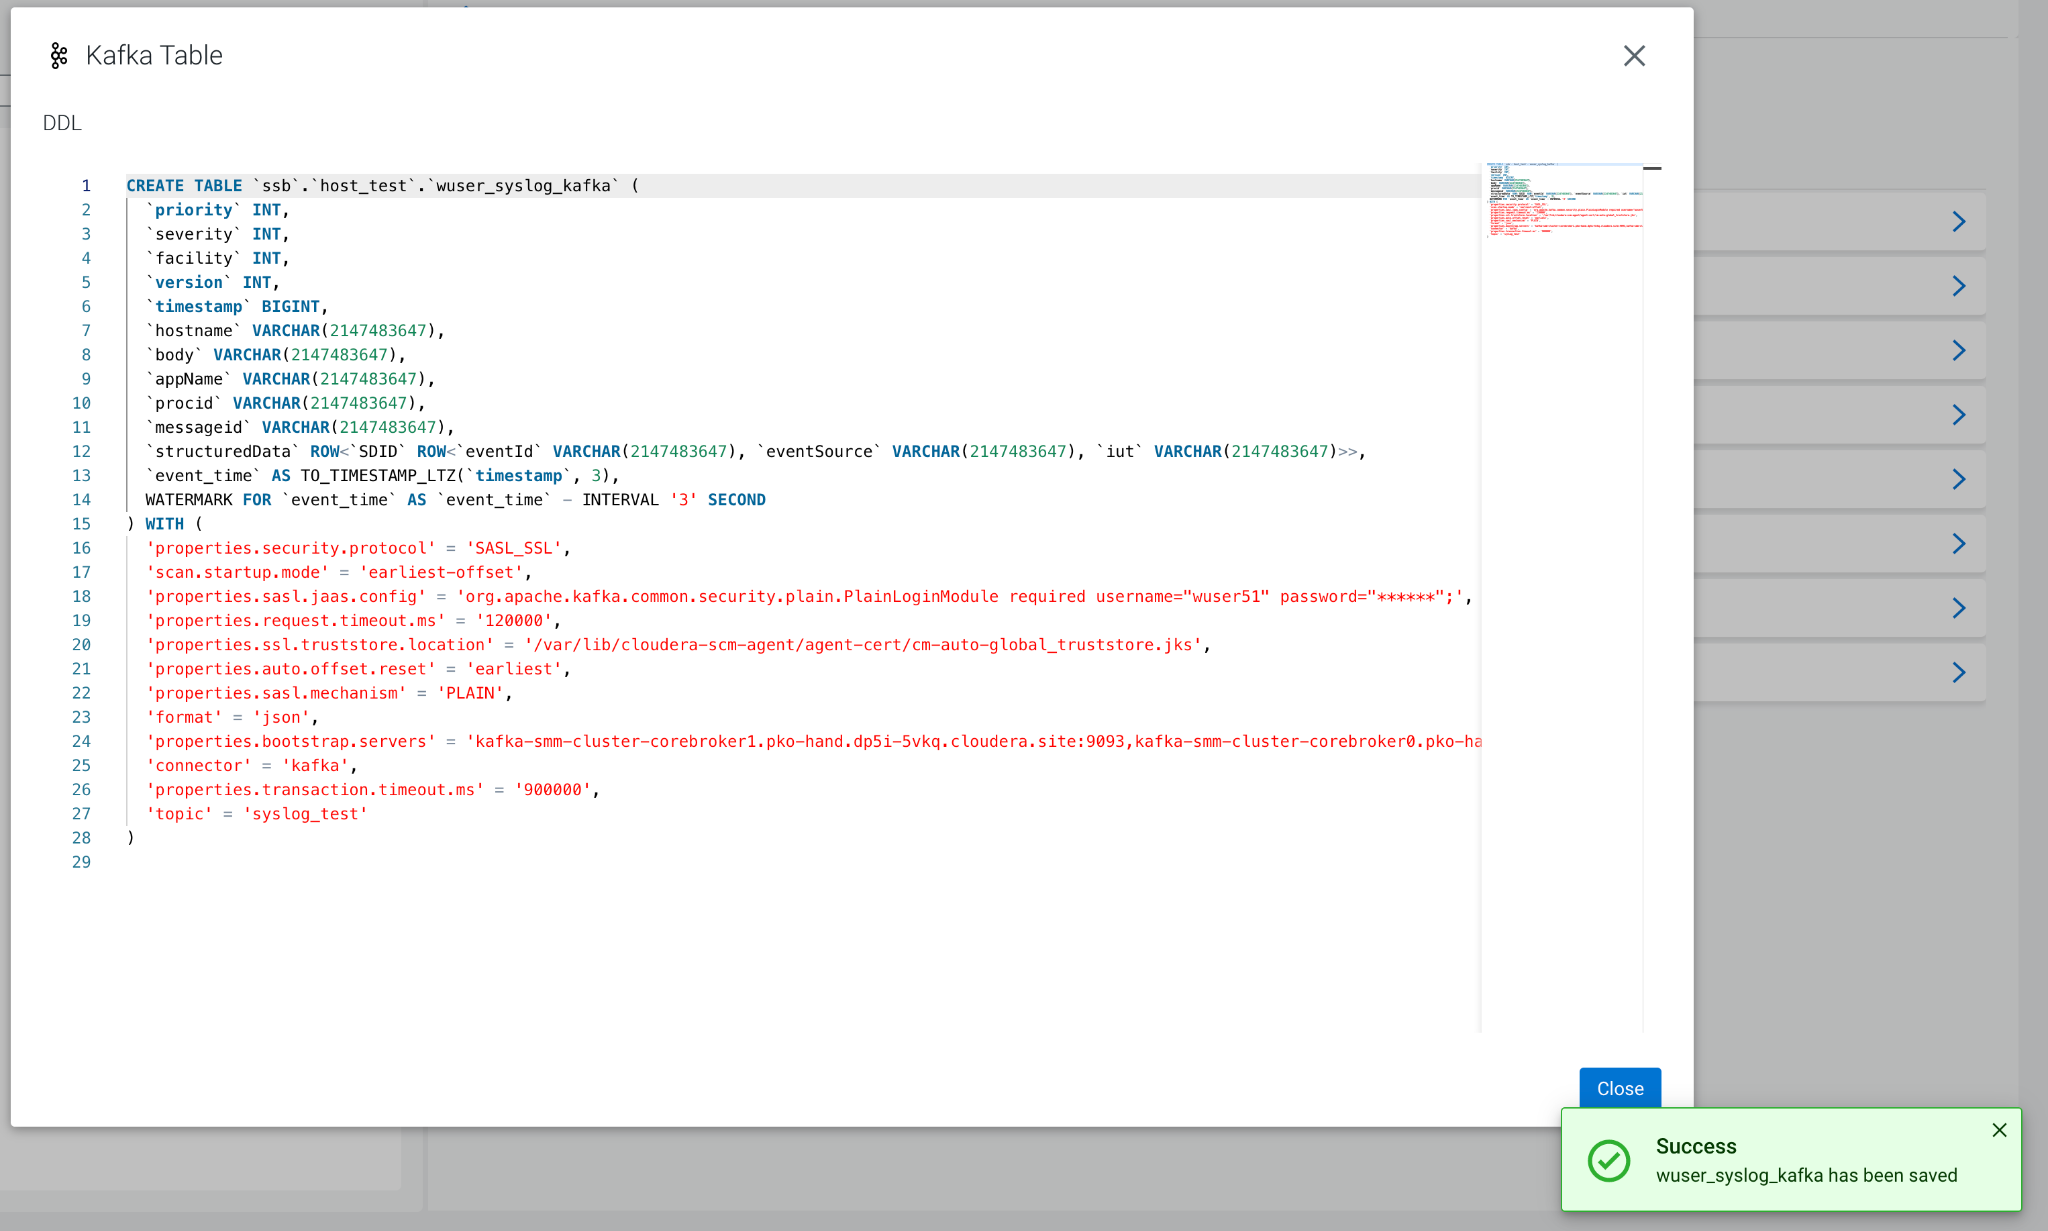 Kafka Table
DDL
1 CREATE TABLE `ssb`.`host_test`.`wuser_syslog_kafka` (
2 `priority` INT,
3 `severity` INT,
4 `facility` INT,
5 `version` INT,
6 `timestamp` BIGINT,
7 `hostname` VARCHAR(2147483647),
8 `body` VARCHAR(2147483647),
9 `appName` VARCHAR(2147483647),
10 `procid` VARCHAR(2147483647),
11 `messageid` VARCHAR(2147483647),
12 `structuredData` ROW<`SDID` ROW<`eventId` VARCHAR(2147483647), `eventSource` VARCHAR(2147483647), `iut` VARCHAR(2147483647)>>,
13 `event_time` AS TO_TIMESTAMP_LTZ(`timestamp`, 3),
14 WATERMARK FOR `event_time` AS `event_time` - INTERVAL '3' SECOND
15 ) WITH (
16 'properties.security.protocol' = 'SASL_SSL',
17 'scan.startup.mode' = 'earliest-offset',
18 'properties.sasl.jaas.config' = 'org.apache.kafka.common.security.plain.PlainLoginModule required username="wuser51" password="******";',
19 'properties.request.timeout.ms' = '120000',
20 'properties.ssl.truststore.location' = '/var/lib/cloudera-scm-agent/agent-cert/cm-auto-global_truststore.jks',
21 'properties.auto.offset.reset' = 'earliest',
22 'properties.sasl.mechanism' = 'PLAIN',
23 'format' = 'json',
24 'properties.bootstrap.servers' = 'kafka-smm-cluster-corebroker1.pko-hand.dp5i-5vkq.cloudera.site:9093,kafka-smm-cluster-corebroker0.pko-ha
25 'connector' = 'kafka',
26 'properties.transaction.timeout.ms' = '900000',
27 'topic' = 'syslog_test'
28 )
29
Close
Success
wuser_syslog_kafka has been saved